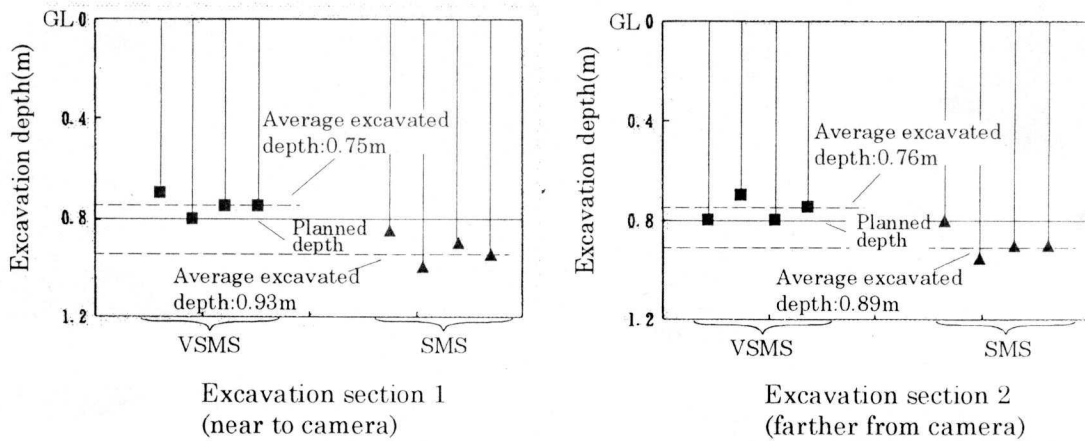 GL 0
0.4
0.8
1.2
Excavation depth(m)
Average excavated
depth:0.75m
Planned
depth
Average excavated
depth:0.93m
VSMS
SMS
Excavation section 1
(near to camera)
GL 0
0.4
0.8
1.2
Excavation depth(m)
Average excavated
depth:0.76m
Planned
depth
Average excavated
depth:0.89m
VSMS
SMS
Excavation section 2
(farther from camera)